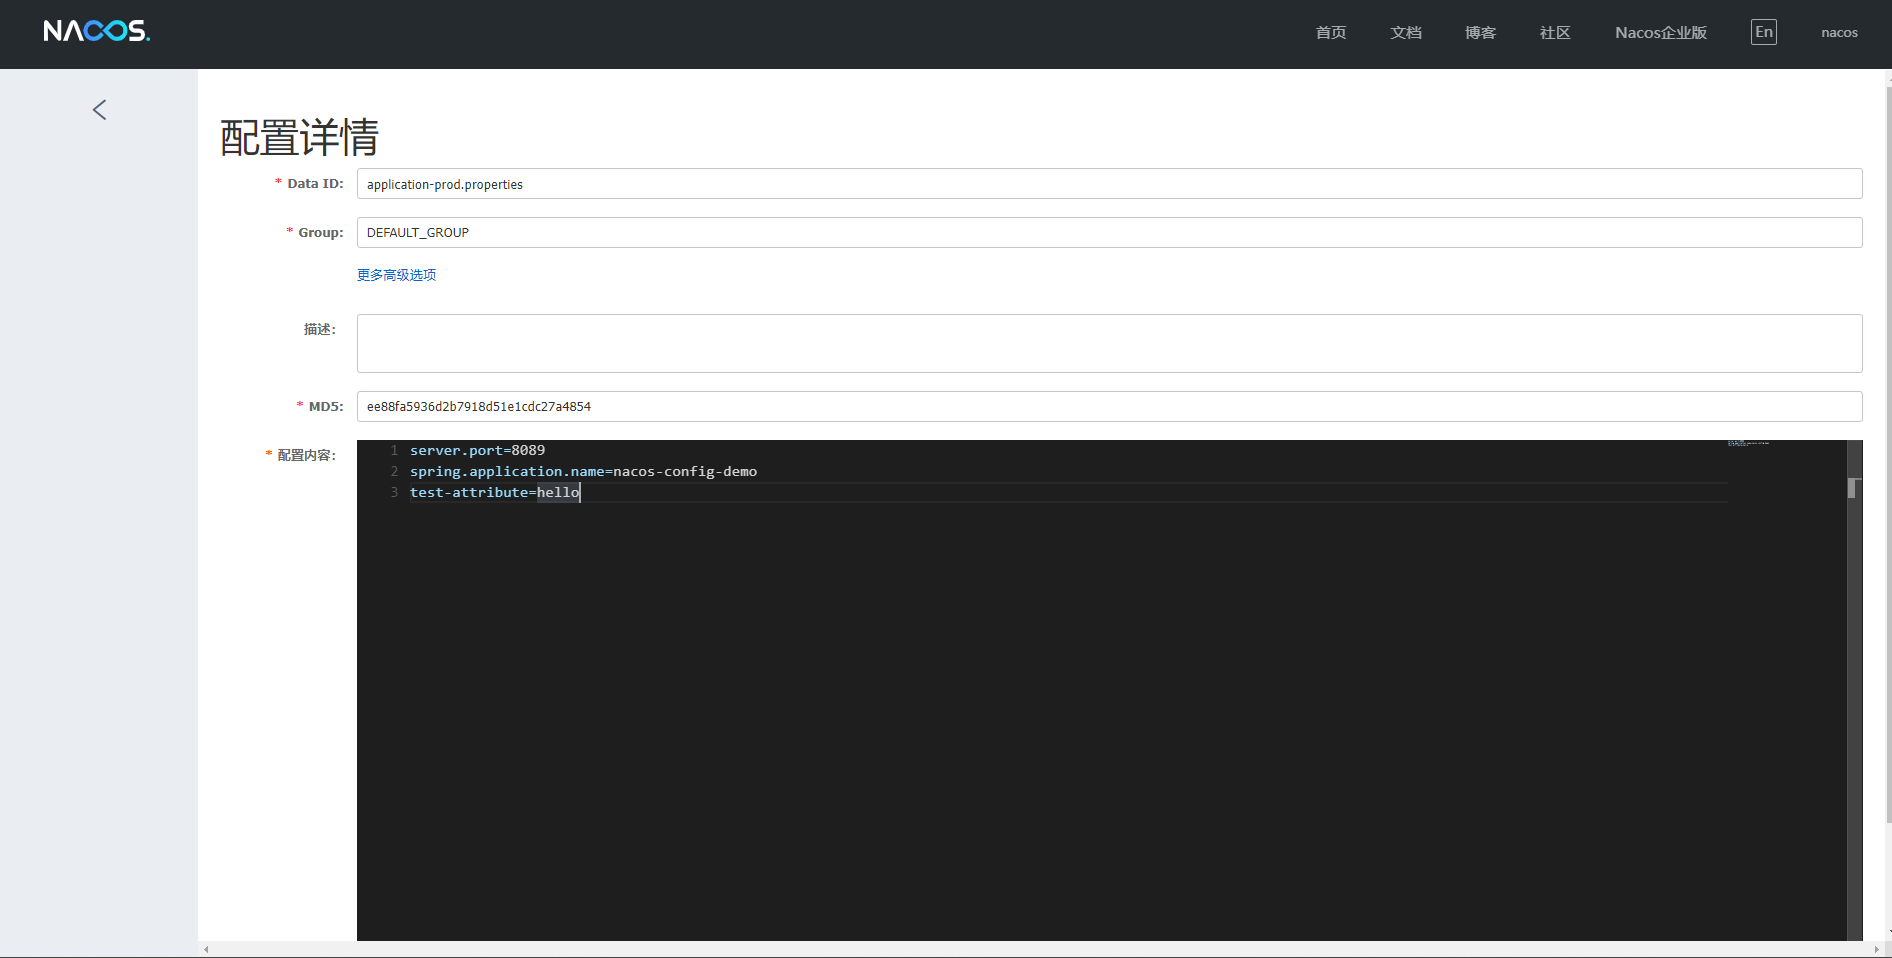 NACOS.
首页 文档 博客 社区 Nacos企业版 En nacos
配置详情
* Data ID: application-prod.properties
* Group: DEFAULT_GROUP
更多高级选项
描述:
* MD5: ee88fa5936d2b7918d51e1cdc27a4854
* 配置内容:
1 server.port=8089
2 spring.application.name=nacos-config-demo
3 test-attribute=hello